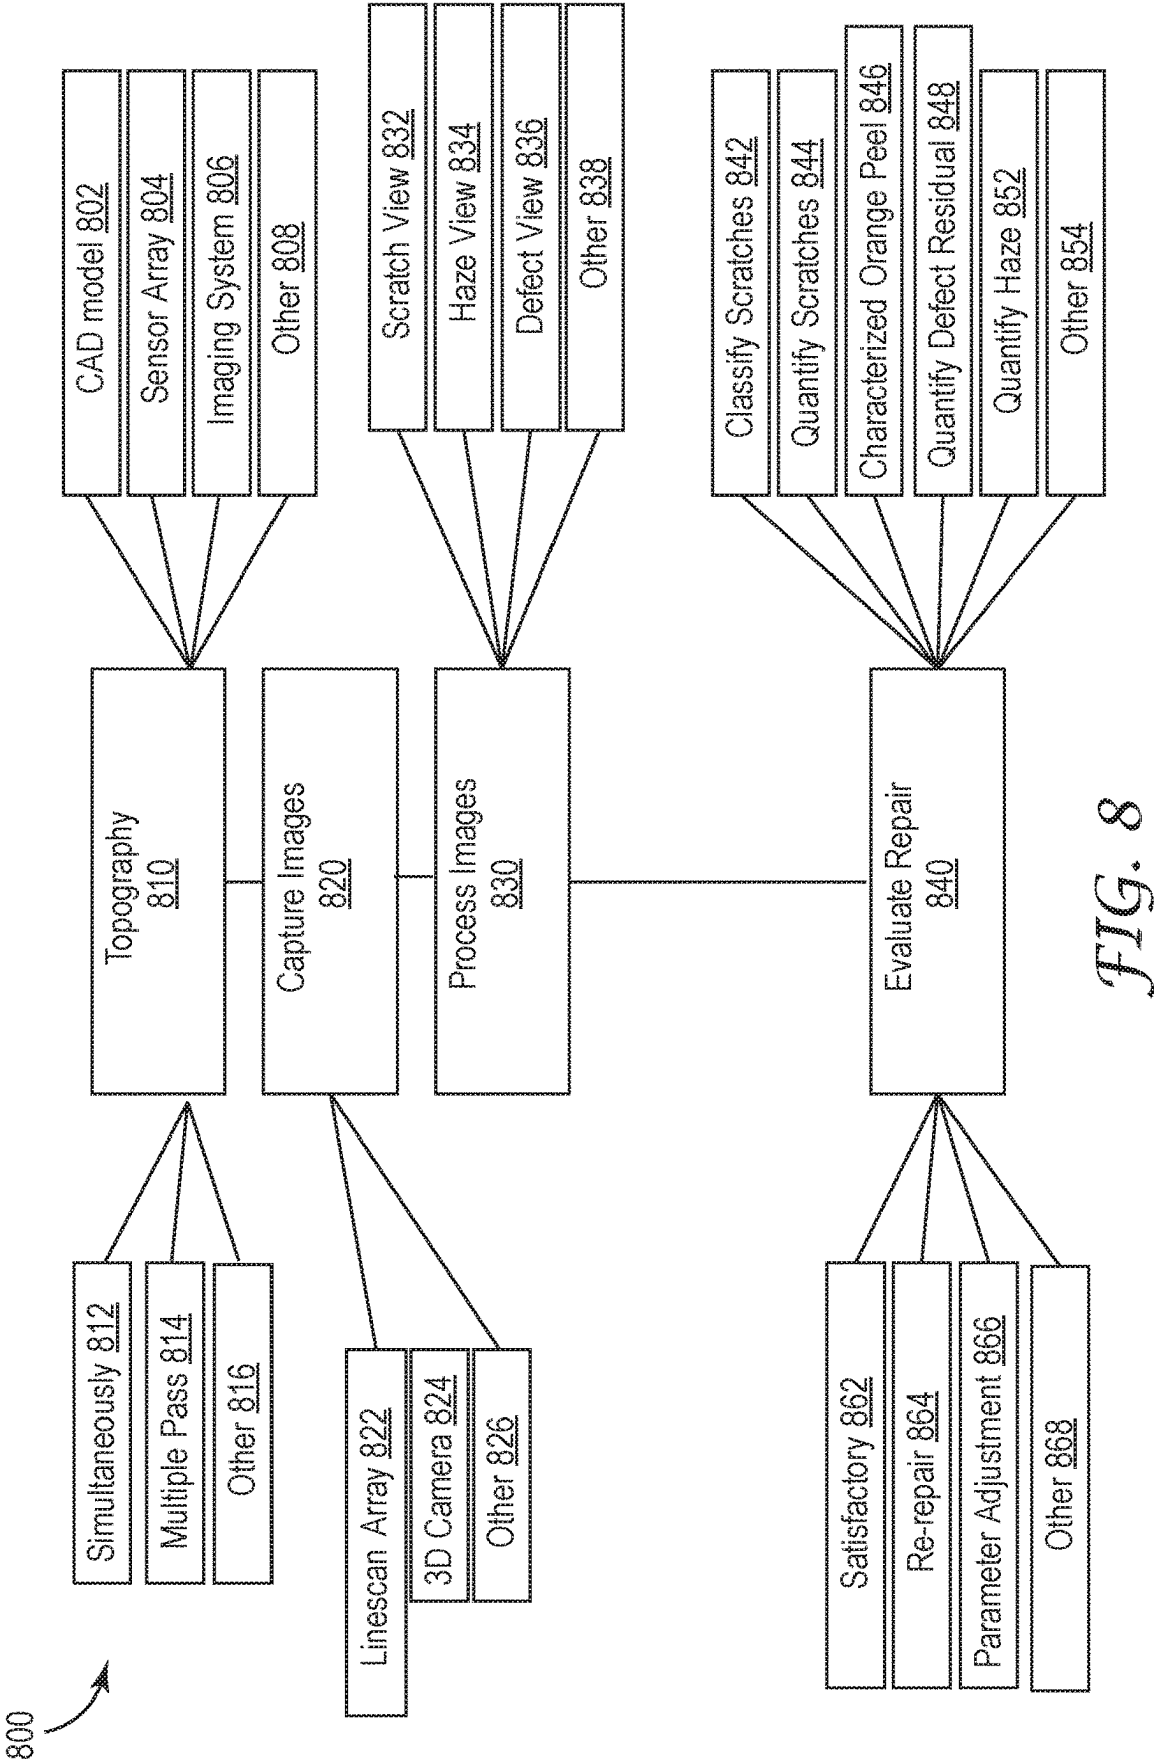 800
Simultaneously 812
Multiple Pass 814
Other 816
Topography
810
CAD model 802
Sensor Array 804
Imaging System 806
Other 808
Linescan Array 822
3D Camera 824
Other 826
Capture Images
820
Process Images
830
Scratch View 832
Haze View 834
Defect View 836
Other 838
Satisfactory 862
Re-repair 864
Parameter Adjustment 866
Other 868
Evaluate Repair
840
Classify Scratches 842
Quantify Scratches 844
Characterized Orange Peel 846
Quantify Defect Residual 848
Quantify Haze 852
Other 854
FIG. 8